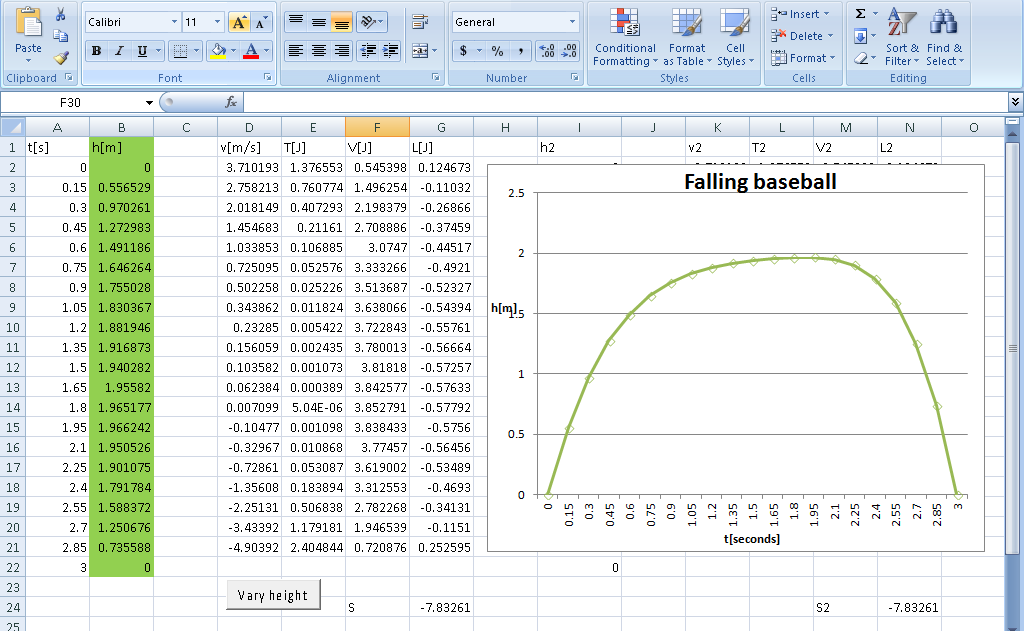 Calibri 11 A A General Insert Σ
Paste B I U A $ % , .00 .00 Conditional Formatting Format as Table Cell Styles Delete Format Sort & Filter Find & Select
Clipboard Font Alignment Number Styles Cells Editing
F30 fx
A B C D E F G H I J K L M N O
1 t[s] h[m] v[m/s] T[J] V[J] L[J] h2 v2 T2 V2 L2
2 0 0 3.710193 1.376553 0.545398 0.124673
3 0.15 0.556529 2.758213 0.760774 1.496254 -0.11032
4 0.3 0.970261 2.018149 0.407293 2.198379 -0.26866
5 0.45 1.272983 1.454683 0.21161 2.708886 -0.37459
6 0.6 1.491186 1.033853 0.106885 3.0747 -0.44517
7 0.75 1.646264 0.725095 0.052576 3.333266 -0.4921
8 0.9 1.755028 0.502258 0.025226 3.513687 -0.52327
9 1.05 1.830367 0.343862 0.011824 3.638066 -0.54394
10 1.2 1.881946 0.23285 0.005422 3.722843 -0.55761
11 1.35 1.916873 0.156059 0.002435 3.780013 -0.56664
12 1.5 1.940282 0.103582 0.001073 3.81818 -0.57257
13 1.65 1.95582 0.062384 0.000389 3.842577 -0.57633
14 1.8 1.965177 0.007099 5.04E-06 3.852791 -0.57792
15 1.95 1.966242 -0.10477 0.001098 3.838433 -0.5756
16 2.1 1.950526 -0.32967 0.010868 3.77457 -0.56456
17 2.25 1.901075 -0.72861 0.053087 3.619002 -0.53489
18 2.4 1.791784 -1.35608 0.183894 3.312553 -0.4693
19 2.55 1.588372 -2.25131 0.506838 2.782268 -0.34131
20 2.7 1.250676 -3.43392 1.179181 1.946539 -0.1151
21 2.85 0.735588 -4.90392 2.404844 0.720876 0.252595
22 3 0 0
23 Vary height
24 S -7.83261 S2 -7.83261
25
Falling baseball
2.5
2
h[m]
1.5
1
0.5
0
0 0.15 0.3 0.45 0.6 0.75 0.9 1.05 1.2 1.35 1.5 1.65 1.8 1.95 2.1 2.25 2.4 2.55 2.7 2.85 3
t[seconds]